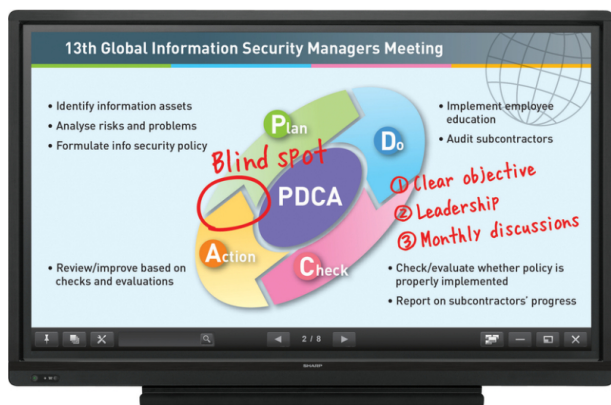 13th Global Information Security Managers Meeting
• Identify information assets
• Analyse risks and problems
• Formulate info security policy
• Implement employee
education
• Audit subcontractors
Plan
Do
Blind spot
PDCA
① Clear objective
② Leadership
③ Monthly discussions
Action
Check
• Review/improve based on
checks and evaluations
• Check/evaluate whether policy is
properly implemented
• Report on subcontractors' progress
2 / 8
SHARP